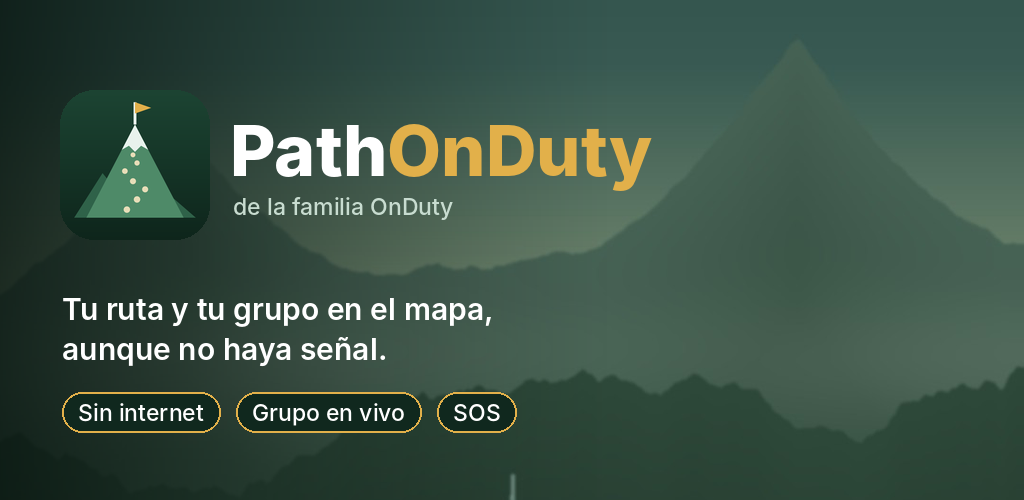 PathOnDuty
de la familia OnDuty
Tu ruta y tu grupo en el mapa,
aunque no haya señal.
Sin internet
Grupo en vivo
SOS